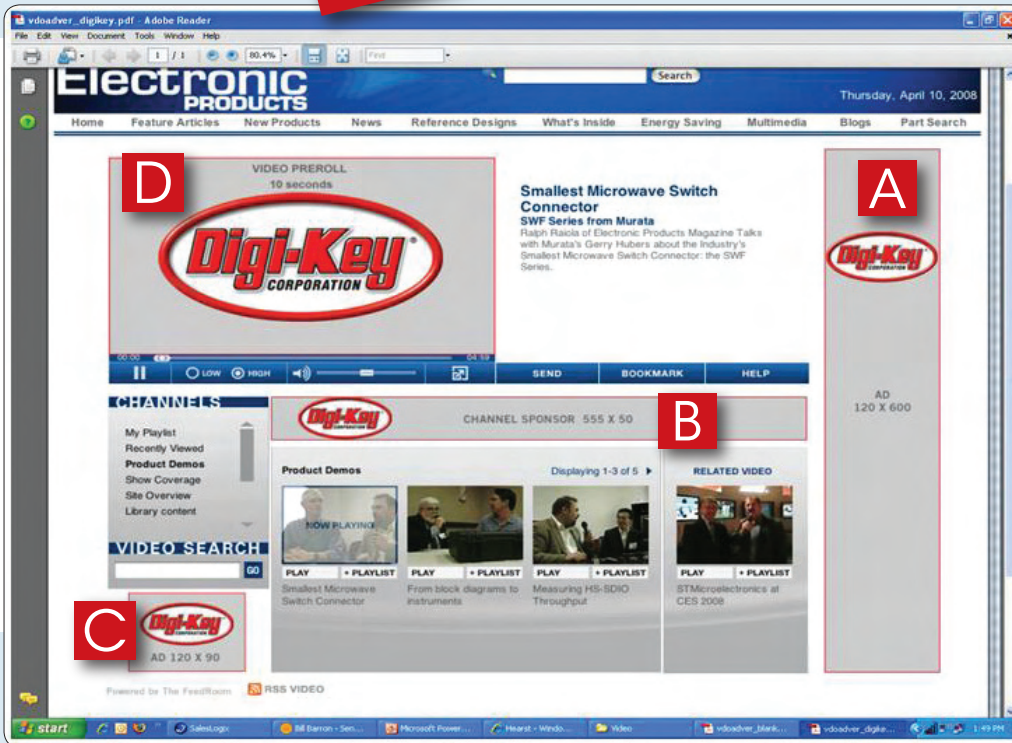 vdoadver_digikey.pdf - Adobe Reader
File Edit View Document Tools Window Help
1 / 1 80.4% Find
Electronic
PRODUCTS
Search
Thursday, April 10, 2008
Home Feature Articles New Products News Reference Designs What's Inside Energy Saving Multimedia Blogs Part Search
D
VIDEO PREROLL
10 seconds
Digi-Key
CORPORATION
Smallest Microwave Switch
Connector
SWF Series from Murata
Ralph Raiola of Electronic Products Magazine Talks
with Murata's Gerry Hubers about the Industry's
Smallest Microwave Switch Connector: the SWF
Series.
A
Digi-Key
CORPORATION
AD
120 X 600
00:00 04:59
LOW HIGH SEND BOOKMARK HELP
CHANNELS
My Playlist
Recently Viewed
Product Demos
Show Coverage
Site Overview
Library content
VIDEO SEARCH
GO
Digi-Key
CORPORATION
CHANNEL SPONSOR 555 X 50
B
Product Demos Displaying 1-3 of 5
NOW PLAYING
PLAY + PLAYLIST PLAY + PLAYLIST PLAY + PLAYLIST
Smallest Microwave
Switch Connector
From block diagrams to
instruments
Measuring HS-SDIO
Throughput
RELATED VIDEO
PLAY + PLAYLIST
STMicroelectronics at
CES 2008
C
Digi-Key
CORPORATION
AD 120 X 90
Powered by The FeedRoom RSS VIDEO
start SalesLogix Bill Barron - Sen... Microsoft Power... Hearst - Windo... Video vdoadver_blank... vdoadver_digike... 1:49 PM